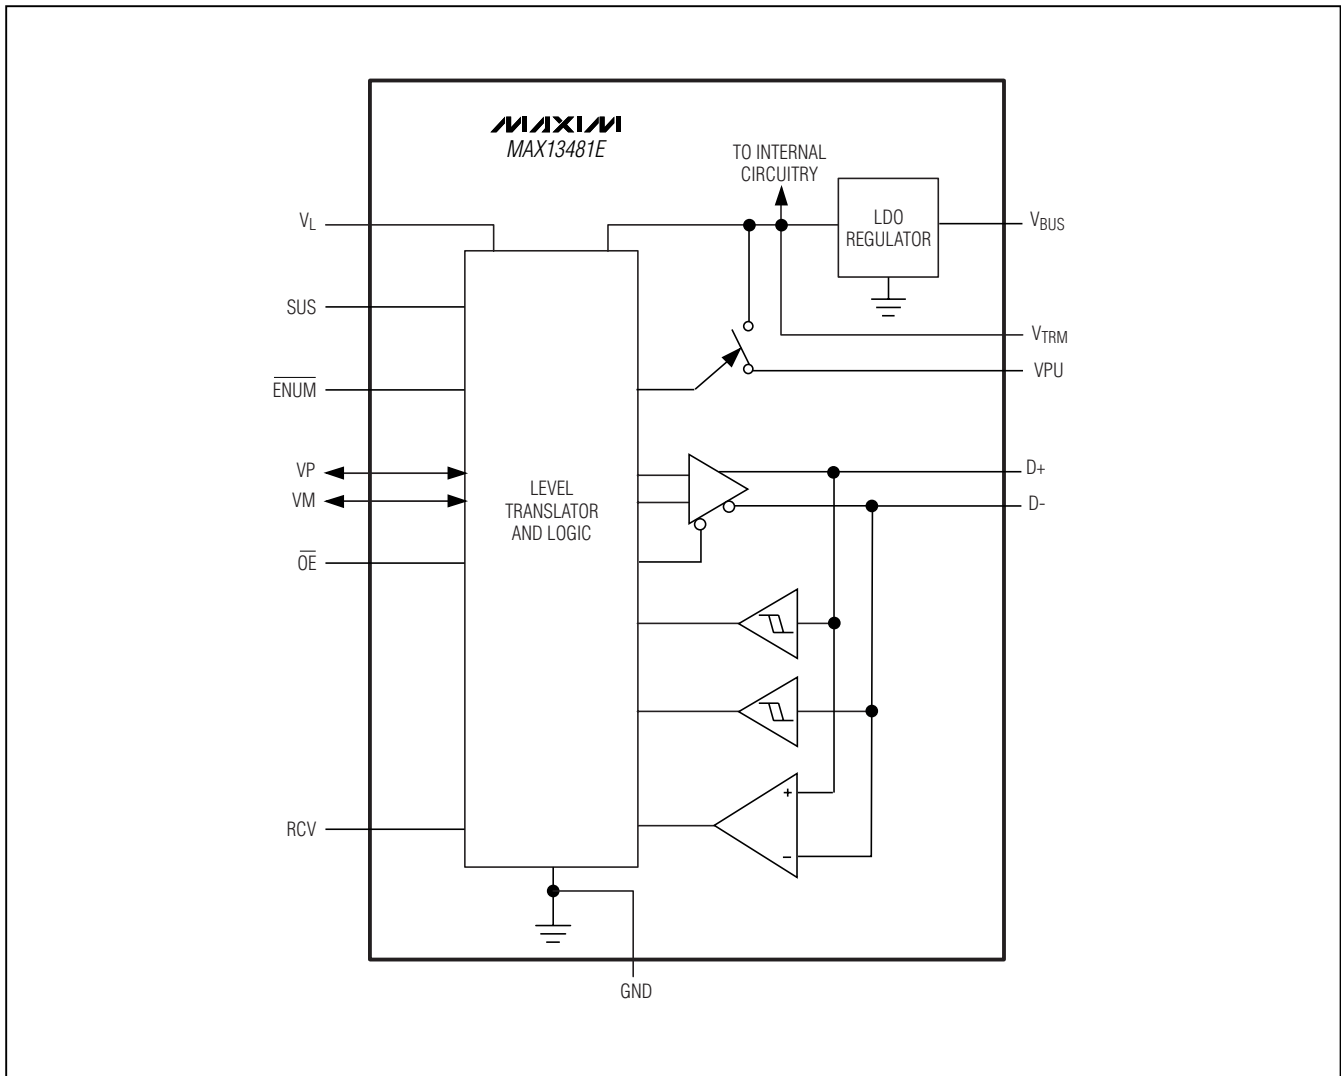 MAXIM
MAX13481E
TO INTERNAL
CIRCUITRY
LDO
REGULATOR
VL
VBUS
SUS
VTRM
ENUM
VPU
VP
D+
VM
D-
LEVEL
TRANSLATOR
AND LOGIC
OE
+
−
RCV
GND